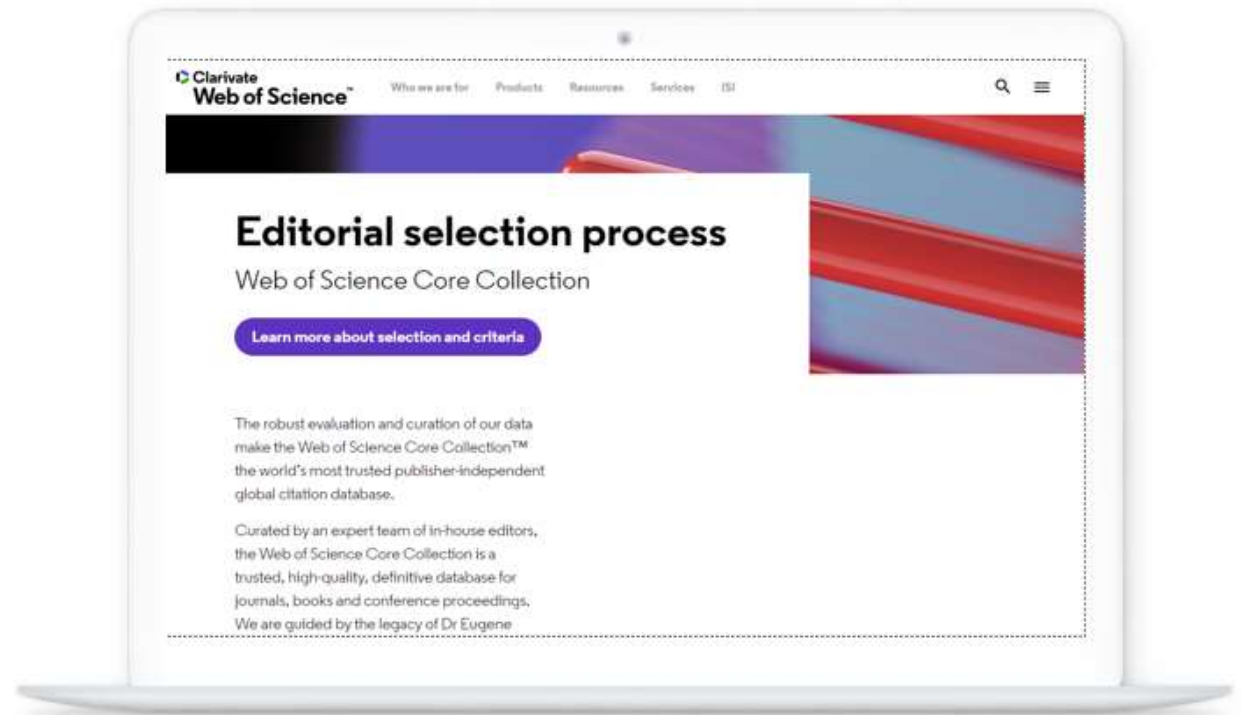 Clarivate
Web of Science™
Who we are for Products Resources Services ISI
Editorial selection process
Web of Science Core Collection
Learn more about selection and criteria
The robust evaluation and curation of our data
make the Web of Science Core Collection™
the world's most trusted publisher-independent
global citation database.
Curated by an expert team of in-house editors,
the Web of Science Core Collection is a
trusted, high-quality, definitive database for
journals, books and conference proceedings.
We are guided by the legacy of Dr Eugene